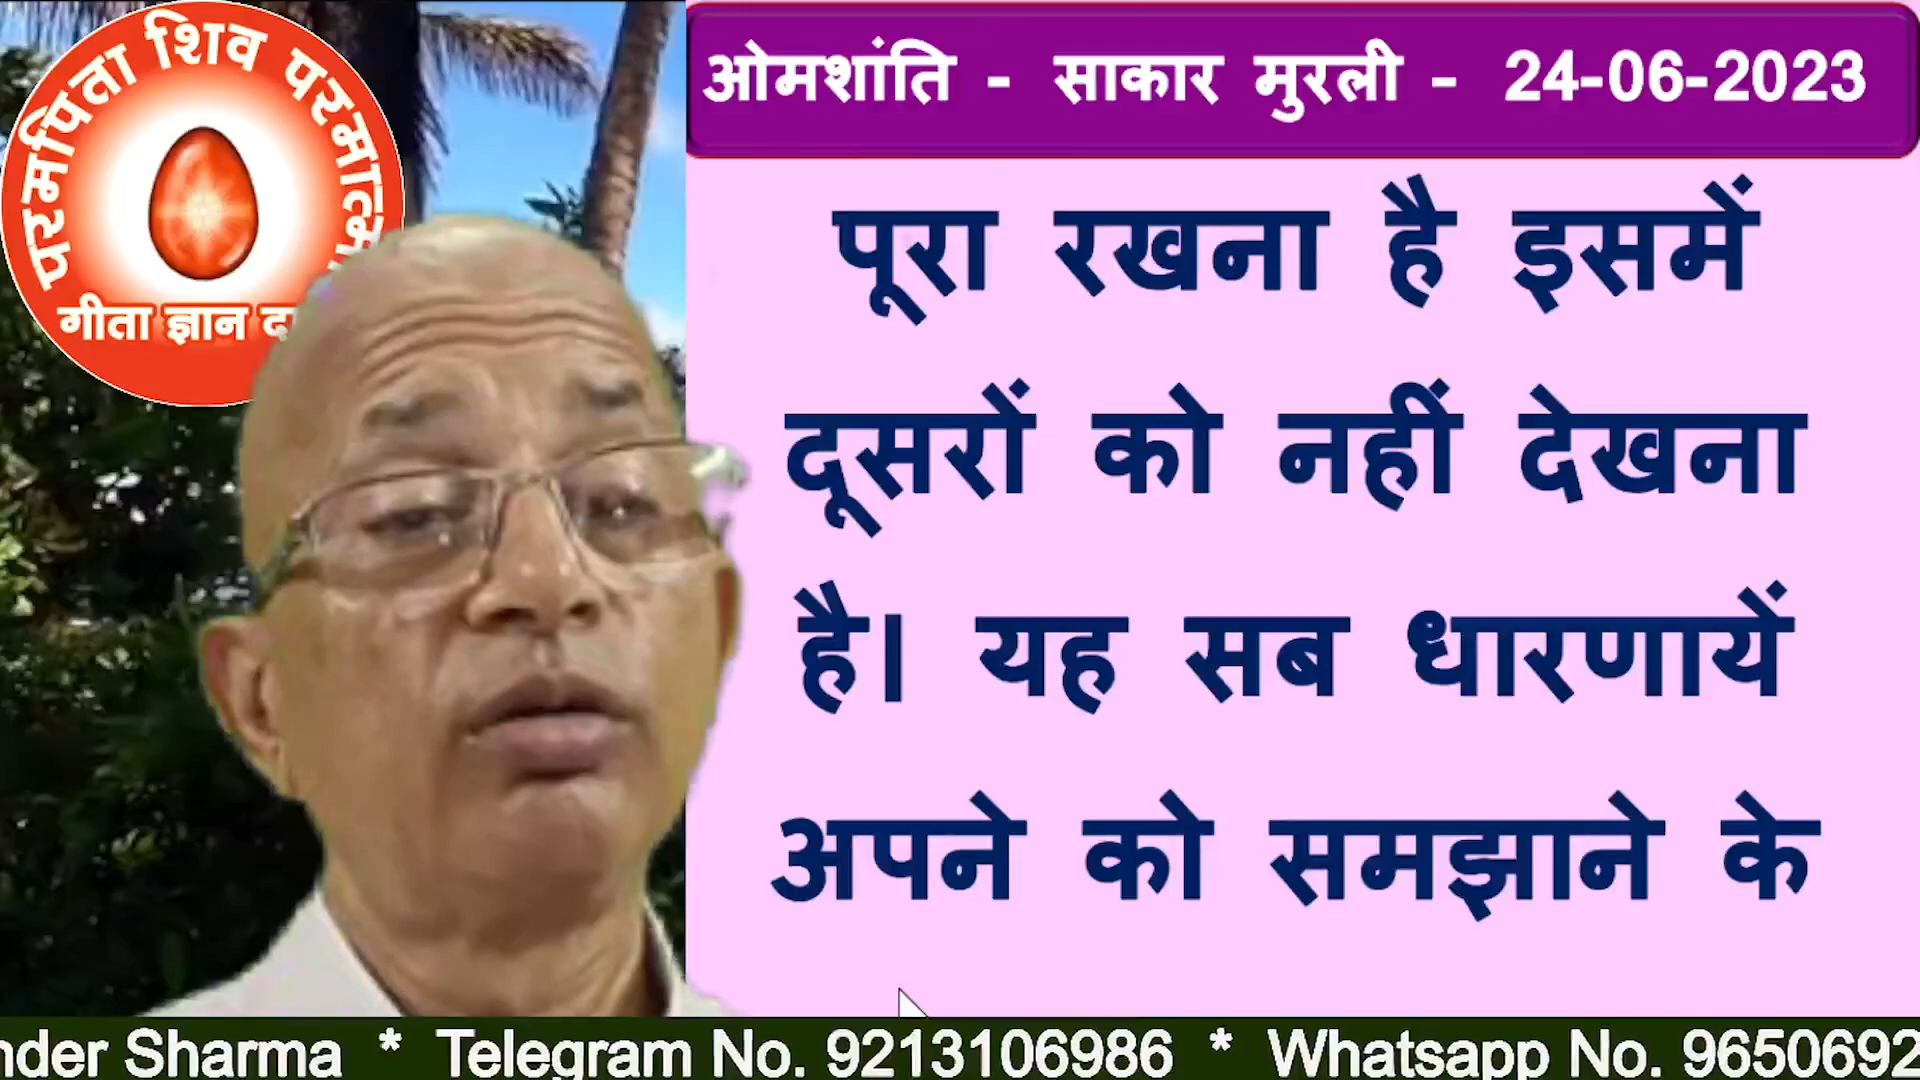 परमपिता शिव परमात्मा
गीता ज्ञान
ओमशांति - साकार मुरली - 24-06-2023
पूरा रखना है इसमें
दूसरों को नहीं देखना
है। यह सब धारणायें
अपने को समझाने के
nder Sharma * Telegram No. 9213106986 * Whatsapp No. 9650692